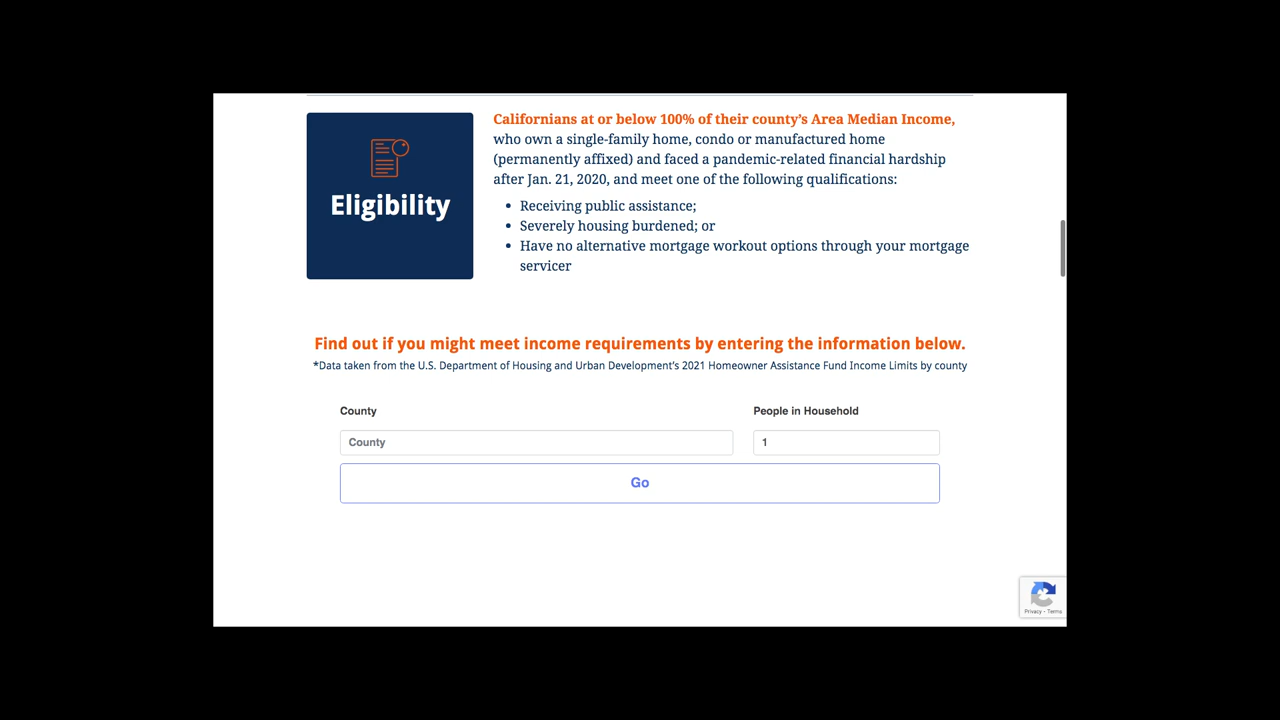 Eligibility
Californians at or below 100% of their county's Area Median Income,
who own a single-family home, condo or manufactured home
(permanently affixed) and faced a pandemic-related financial hardship
after Jan. 21, 2020, and meet one of the following qualifications:
• Receiving public assistance;
• Severely housing burdened; or
• Have no alternative mortgage workout options through your mortgage
servicer
Find out if you might meet income requirements by entering the information below.
*Data taken from the U.S. Department of Housing and Urban Development's 2021 Homeowner Assistance Fund Income Limits by county
County
People in Household
County
1
Go
Privacy - Terms